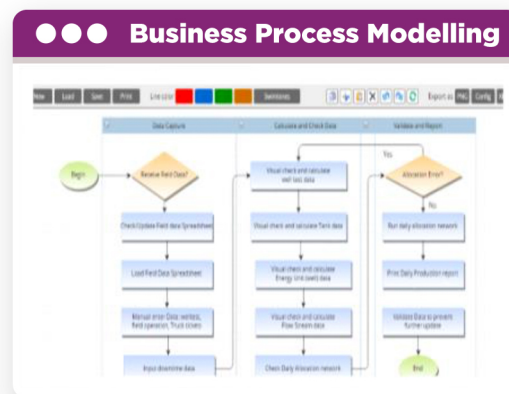 Business Process Modelling
Load
Save
Print
Line color
Swimlanes
Export as
PNG
Config
Data Capture
Calculate and Check Data
Validate and Report
Begin
Receive Field Data?
Check/Update Field data Spreadsheet
Load Field Data Spreadsheet
Manual enter Data: welltests,
field operation, Truck tickets
Input downtime data
Visual check and calculate
well test data
Visual check and calculate Tank data
Visual check and calculate
Energy Unit (well) data
Visual check and calculate
Flow Stream data
Check Daily Allocation network
Yes
Allocation Error?
No
Run daily allocation network
Print Daily Production report
Validate Data to prevent
further update
End